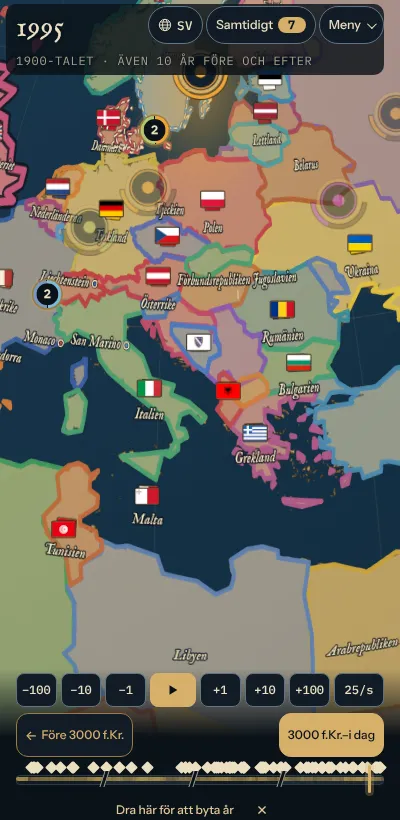 1995
SV
Samtidigt 7
Meny
1900-TALET · ÄVEN 10 ÅR FÖRE OCH EFTER
Lettland
2
Belarus
Nederländerna
Tjeckien
Polen
Ukraina
Liechtenstein
Förbundsrepubliken Jugoslavien
2
Österrike
Monaco
San Marino
Rumänien
Bulgarien
Italien
Grekland
Malta
Tunisien
Libyen
Arabrepubliken
−100
−10
−1
+1
+10
+100
25/s
← Före 3000 f.Kr.
3000 f.Kr.–i dag
Dra här för att byta år ×